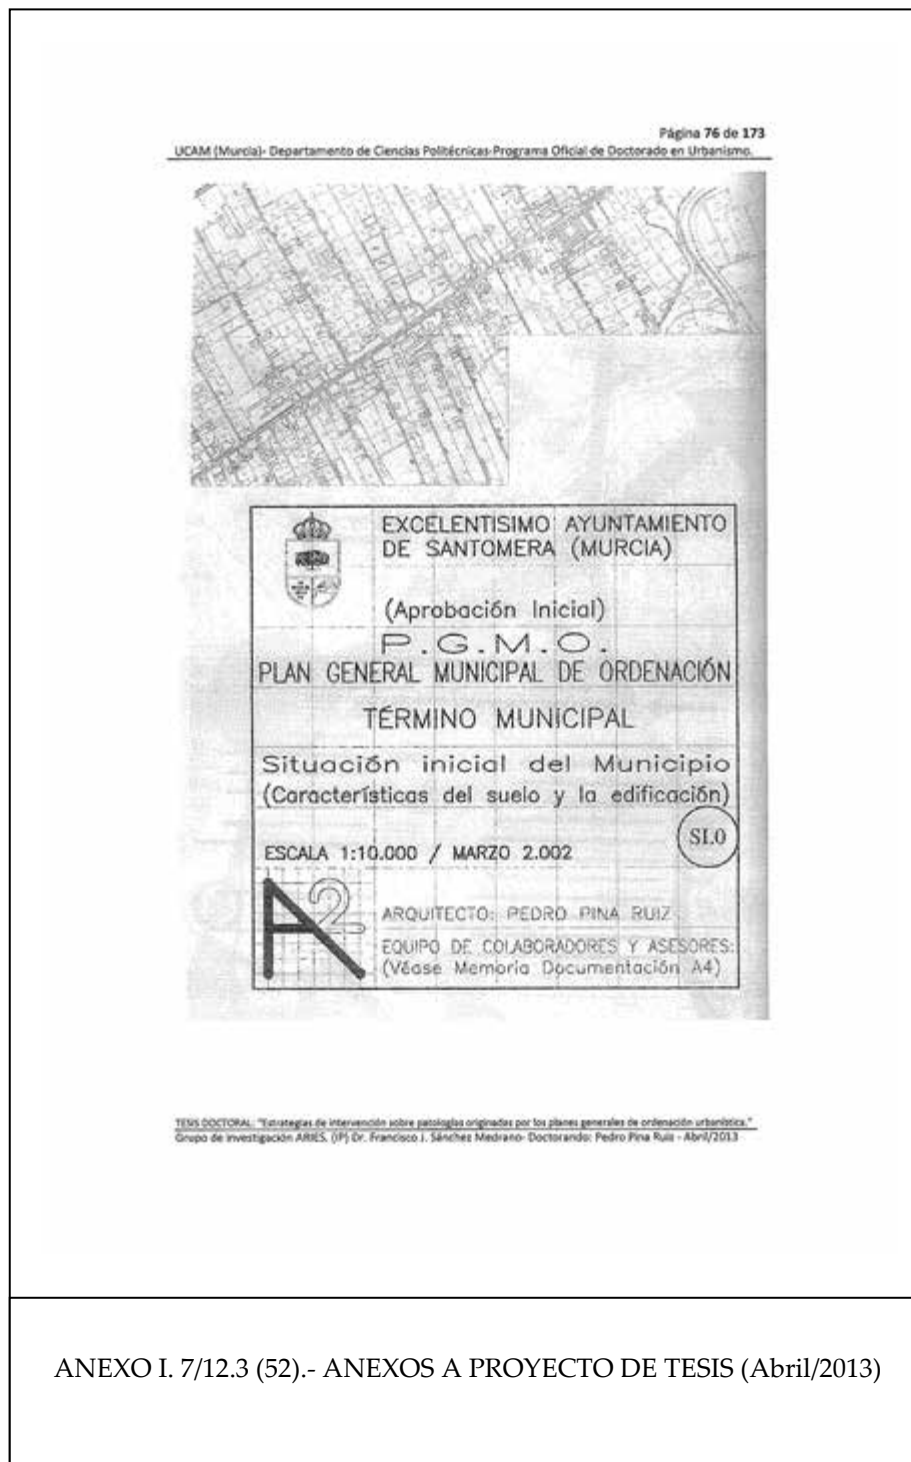 Página 76 de 173
UCAM (Murcia)- Departamento de Ciencias Politécnicas-Programa Oficial de Doctorado en Urbanismo.
EXCELENTISIMO AYUNTAMIENTO
DE SANTOMERA (MURCIA)
(Aprobación Inicial)
P.G.M.O.
PLAN GENERAL MUNICIPAL DE ORDENACIÓN
TÉRMINO MUNICIPAL
Situación inicial del Municipio
(Características del suelo y la edificación)
SI.0
ESCALA 1:10.000 / MARZO 2.002
A2
ARQUITECTO: PEDRO PINA RUIZ
EQUIPO DE COLABORADORES Y ASESORES:
(Véase Memoria Documentación A4)
TESIS DOCTORAL: "Estrategias de intervención sobre patologías originadas por los planes generales de ordenación urbanística."
Grupo de investigación ARIES. (IP) Dr. Francisco J. Sánchez Medrano- Doctorando: Pedro Pina Ruiz - Abril/2013
ANEXO I. 7/12.3 (52).- ANEXOS A PROYECTO DE TESIS (Abril/2013)